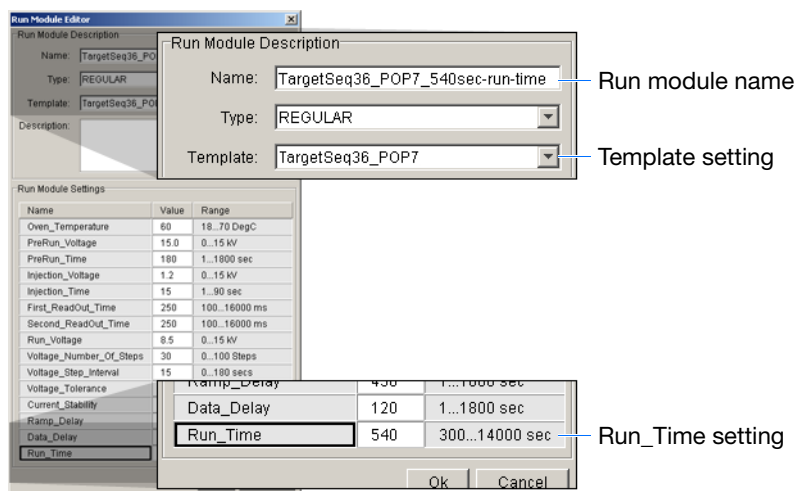 Run Module Editor
Run Module Description
Name: TargetSeq36_PO
Type: REGULAR
Template: TargetSeq36_PO
Description:
Run Module Description
Name: TargetSeq36_POP7_540sec-run-time
Run module name
Type: REGULAR
Template: TargetSeq36_POP7
Template setting
Run Module Settings
Name Value Range
Oven_Temperature 60 18...70 DegC
PreRun_Voltage 15.0 0...15 kV
PreRun_Time 180 1...1800 sec
Injection_Voltage 1.2 0...15 kV
Injection_Time 15 1...90 sec
First_ReadOut_Time 250 100...16000 ms
Second_ReadOut_Time 250 100...16000 ms
Run_Voltage 8.5 0...15 kV
Voltage_Number_Of_Steps 30 0...100 Steps
Voltage_Step_Interval 15 0...180 secs
Voltage_Tolerance
Current_Stability
Ramp_Delay
Data_Delay
Run_Time
Ramp_Delay
Data_Delay 120 1...1800 sec
Run_Time 540 300...14000 sec
Run_Time setting
Ok Cancel